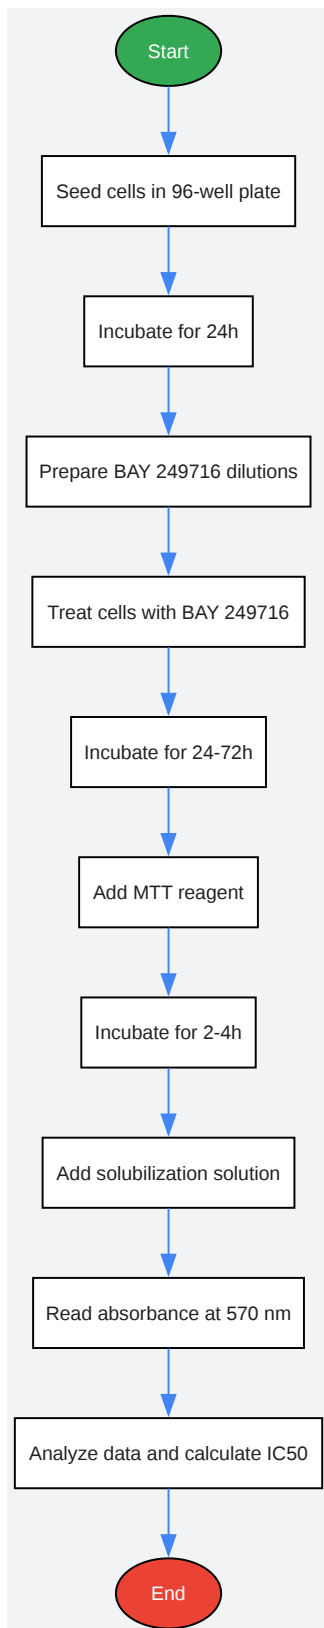 Start
Seed cells in 96-well plate
Incubate for 24h
Prepare BAY 249716 dilutions
Treat cells with BAY 249716
Incubate for 24-72h
Add MTT reagent
Incubate for 2-4h
Add solubilization solution
Read absorbance at 570 nm
Analyze data and calculate IC50
End